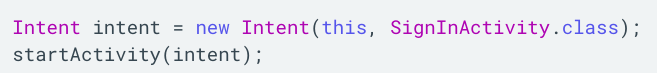 Intent intent = new Intent(this, SignInActivity.class);
startActivity(intent);